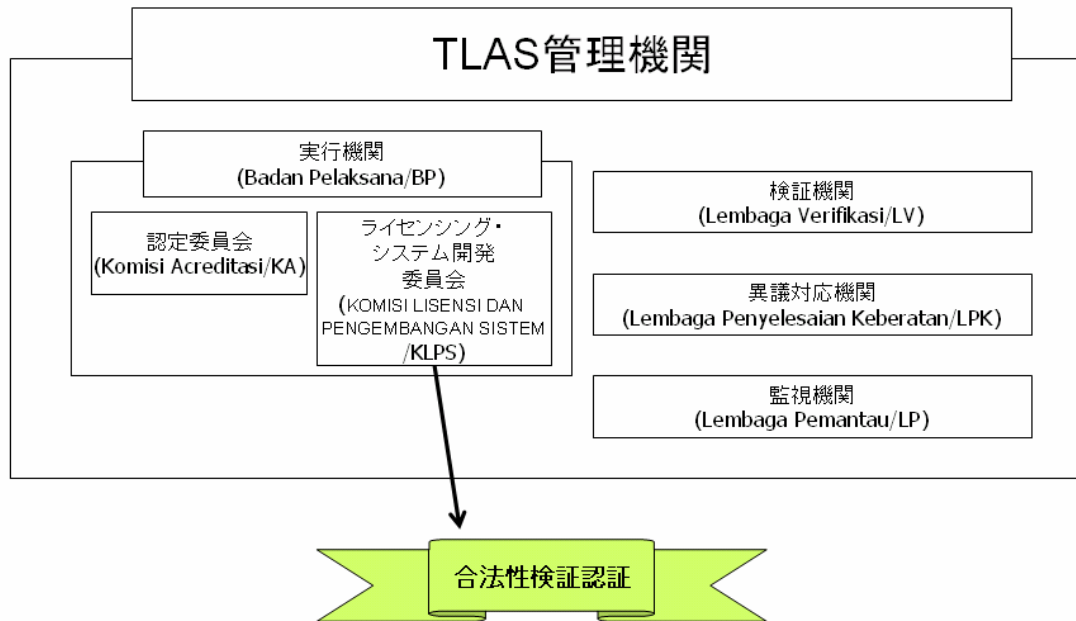 TLAS管理機関
実行機関
(Badan Pelaksana/BP)
認定委員会
(Komisi Acreditasi/KA)
ライセンシング・
システム開発
委員会
(KOMISI LISENSI DAN
PENGEMBANGAN SISTEM
/KLPS)
検証機関
(Lembaga Verifikasi/LV)
異議対応機関
(Lembaga Penyelesaian Keberatan/LPK)
監視機関
(Lembaga Pemantau/LP)
合法性検証認証